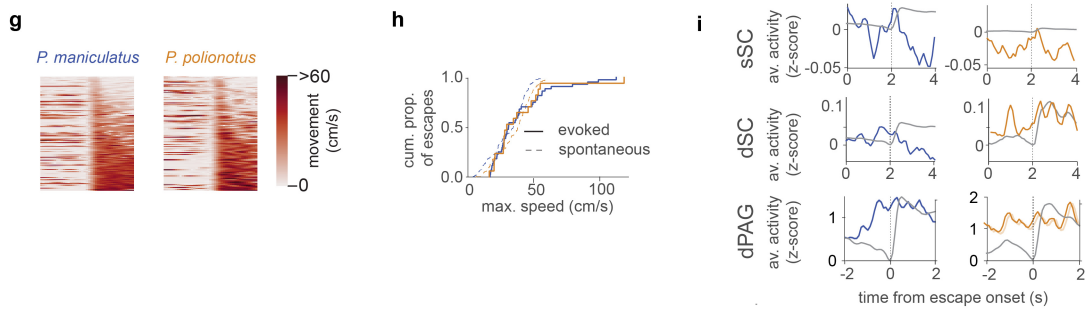 g
P. maniculatus
P. polionotus
>60
0
movement
(cm/s)
h
1.0
0.5
0.0
cum. prop.
of escapes
evoked
spontaneous
0
50
100
max. speed (cm/s)
i
sSC
av. activity
(z-score)
0
-0.05
0
2
4
0
-0.05
0
2
4
dSC
av. activity
(z-score)
0.1
0
0
2
4
0.1
0
0
2
4
dPAG
av. activity
(z-score)
1
0
-2
0
2
2
1
0
-2
0
2
time from escape onset (s)